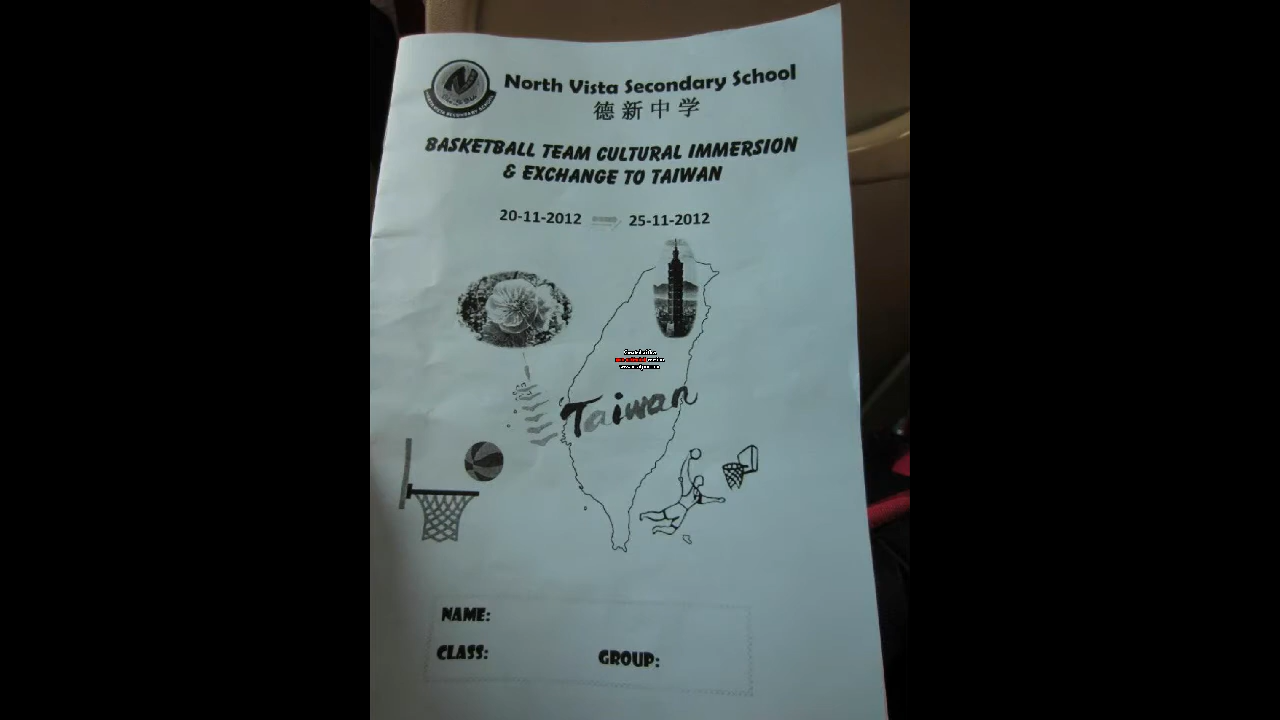 North Vista Secondary School
德新中学
BASKETBALL TEAM CULTURAL IMMERSION
& EXCHANGE TO TAIWAN
20-11-2012 25-11-2012
Taiwan
NAME:
CLASS: GROUP: